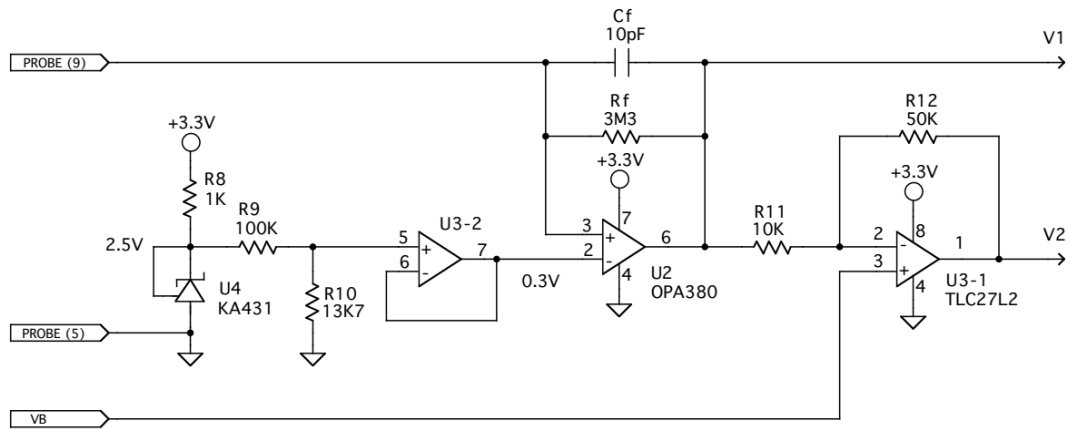 Cf
10pF
V1
PROBE (9)
Rf
3M3
R12
50K
+3.3V
+3.3V
+3.3V
R8
1K
R9
100K
U3-2
7
R11
10K
8
2.5V
5
+
7
3
+
6
2
-
1
V2
6
-
2
-
3
+
0.3V
4
U2
OPA380
4
U3-1
TLC27L2
U4
KA431
R10
13K7
PROBE (5)
VB